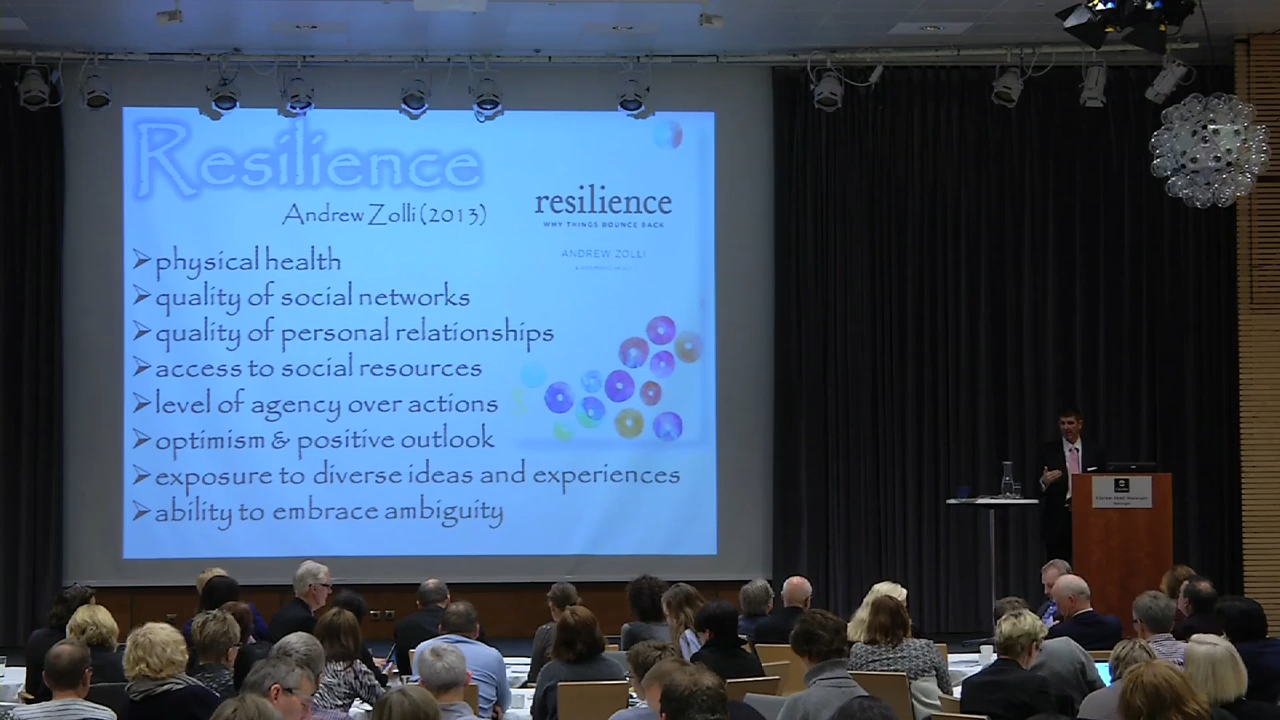 Resilience
Andrew Zolli (2013)
resilience
WHY THINGS BOUNCE BACK
ANDREW ZOLLI
physical health
quality of social networks
quality of personal relationships
access to social resources
level of agency over actions
optimism & positive outlook
exposure to diverse ideas and experiences
ability to embrace ambiguity